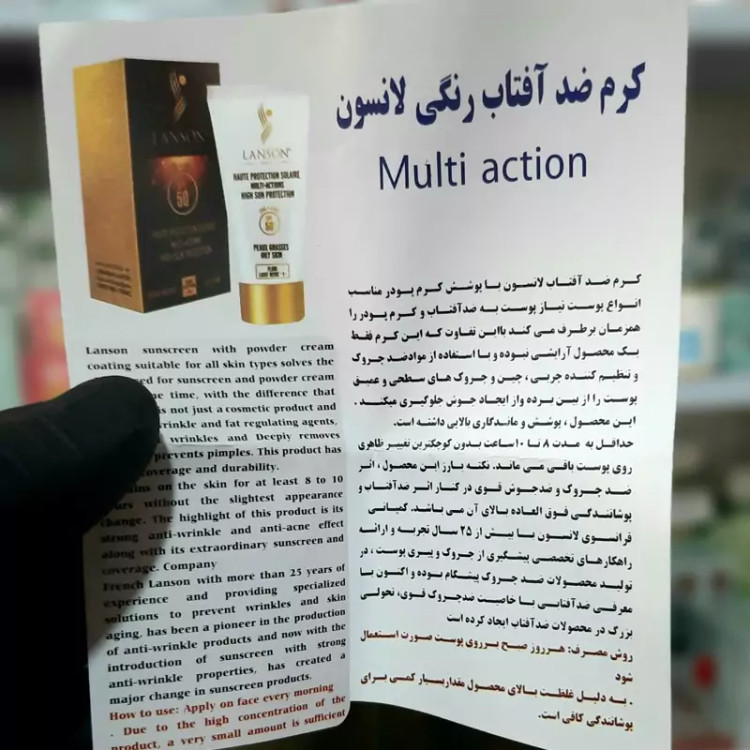 کرم ضد آفتاب رنگی لانسون
Multi action
LANSON
50
LANSON
HAUTE PROTECTION SOLAIRE
MULTI-ACTIONS
HIGH SUN PROTECTION
50
PEAUX GRASSES
OILY SKIN
Lanson sunscreen with powder cream
coating suitable for all skin types solves the
for sunscreen and powder cream
time, with the difference that
is not just a cosmetic product and
wrinkle and fat regulating agents,
wrinkles and Deeply removes
prevents pimples. This product has
coverage and durability.
on the skin for at least 8 to 10
without the slightest appearance
change. The highlight of this product is its
strong anti-wrinkle and anti-acne effect
along with its extraordinary sunscreen and
coverage. Company
French Lanson with more than 25 years of
experience and providing specialized
solutions to prevent wrinkles and skin
aging, has been a pioneer in the production
of anti-wrinkle products and now with the
introduction of sunscreen with strong
anti-wrinkle properties, has created a
major change in sunscreen products.
How to use: Apply on face every morning
. Due to the high concentration of the
product, a very small amount is sufficient
کرم ضد آفتاب لانسون با پوشش کرم پودر مناسب
انواع پوست نیاز پوست به ضدآفتاب و کرم پودر را
همزمان برطرف می کند بااین تفاوت که این کرم فقط
یک محصول آرایشی نبوده و با استفاده از موادضد چروک
و تنظیم کننده چربی ، چین و چروک های سطحی و عمیق
پوست را از بین برده واز ایجاد جوش جلوگیری میکند .
این محصول ، پوشش و ماندگاری بالایی داشته است.
حداقل به مدت ۸ تا ۱۰ساعت بدون کوچکترین تغییر ظاهری
روی پوست باقی می ماند. نکته بارز این محصول ، اثر
ضد چروک و ضدجوش قوی در کنار اثر ضدآفتاب و
پوشانندگی فوق العاده بالای آن می باشد. کمپانی
فرانسوی لانسون با بیش از ۲۵ سال تجربه و ارائه
راهکارهای تخصصی پیشگیری از چروک و پیری پوست ، در
تولید محصولات ضد چروک پیشگام بوده و اکنون با
معرفی ضدآفتابی با خاصیت ضدچروک قوی، تحولی
بزرگ در محصولات ضدآفتاب ایجاد کرده است
روش مصرف: هرروز صبح برروی پوست صورت استعمال
شود
. به دلیل غلظت بالای محصول مقداربسیار کمی برای
پوشانندگی کافی است.